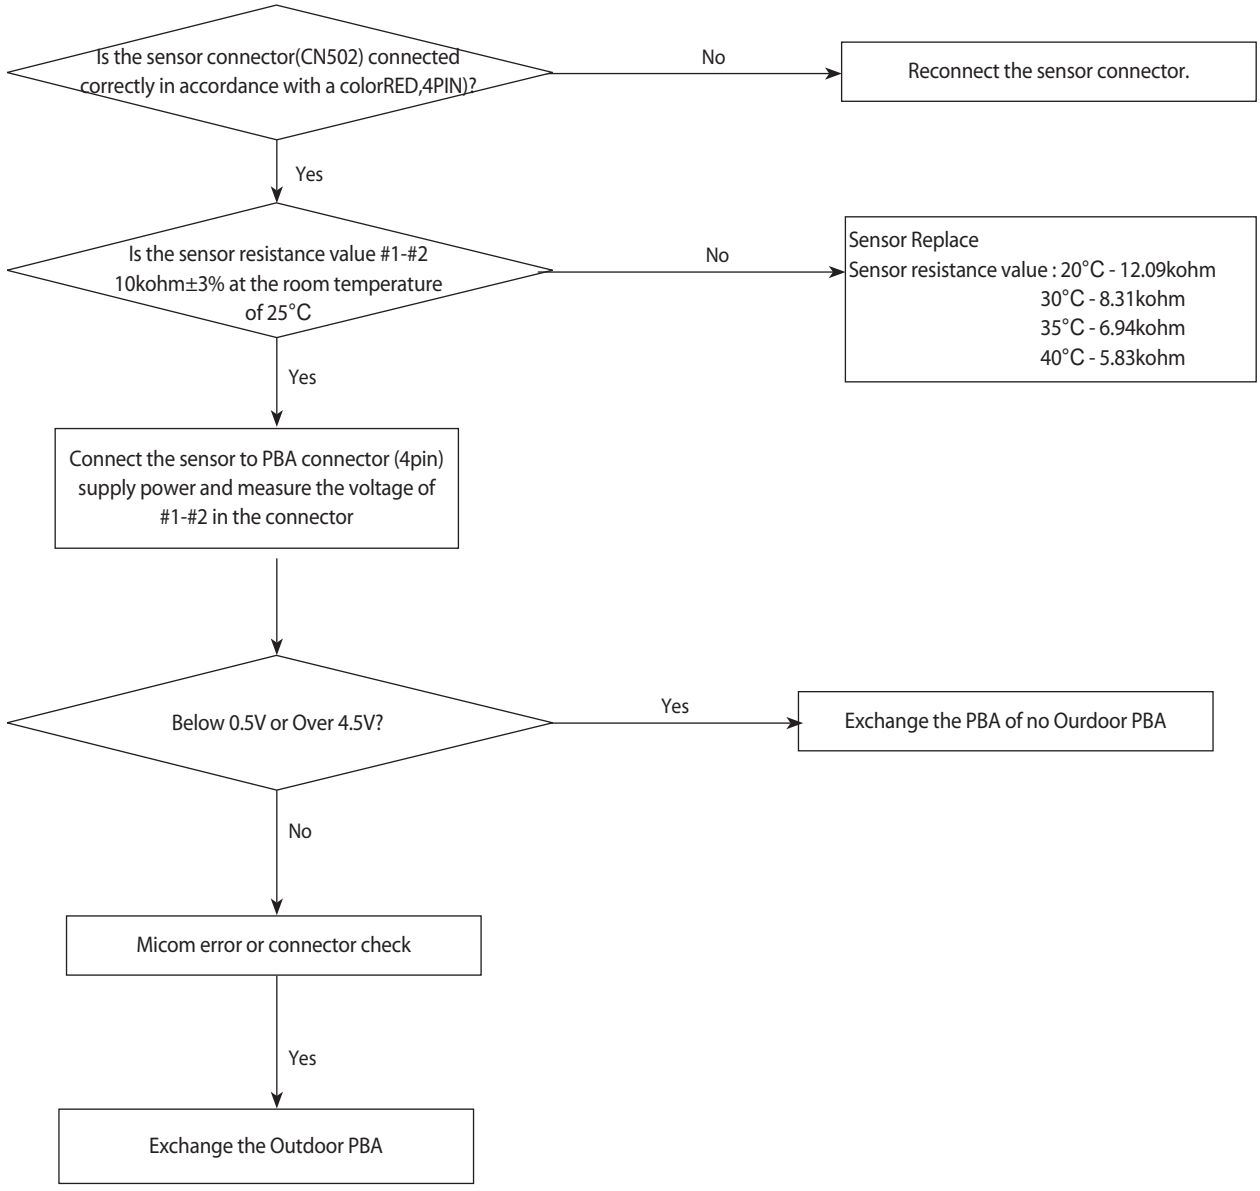 Is the sensor connector(CN502) connected
correctly in accordance with a colorRED,4PIN)?
No
Reconnect the sensor connector.
Yes
Is the sensor resistance value #1-#2
10kohm±3% at the room temperature
of 25°C
No
Sensor Replace
Sensor resistance value : 20°C - 12.09kohm
30°C - 8.31kohm
35°C - 6.94kohm
40°C - 5.83kohm
Yes
Connect the sensor to PBA connector (4pin)
supply power and measure the voltage of
#1-#2 in the connector
Below 0.5V or Over 4.5V?
Yes
Exchange the PBA of no Ourdoor PBA
No
Micom error or connector check
Yes
Exchange the Outdoor PBA